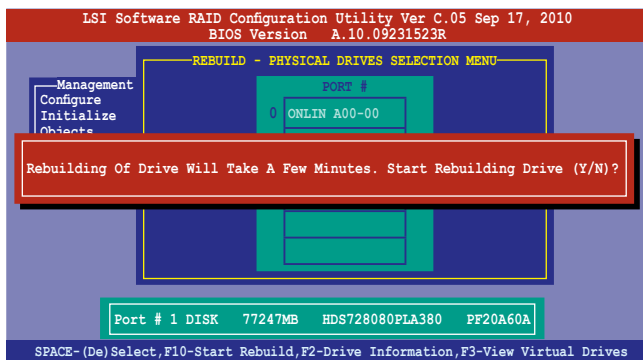 LSI Software RAID Configuration Utility Ver C.05 Sep 17, 2010
BIOS Version A.10.09231523R
REBUILD - PHYSICAL DRIVES SELECTION MENU
Management
Configure
Initialize
Objects
PORT #
0 ONLIN A00-00
Rebuilding Of Drive Will Take A Few Minutes. Start Rebuilding Drive (Y/N)?
Port # 1 DISK 77247MB HDS728080PLA380 PF20A60A
SPACE-(De)Select,F10-Start Rebuild,F2-Drive Information,F3-View Virtual Drives